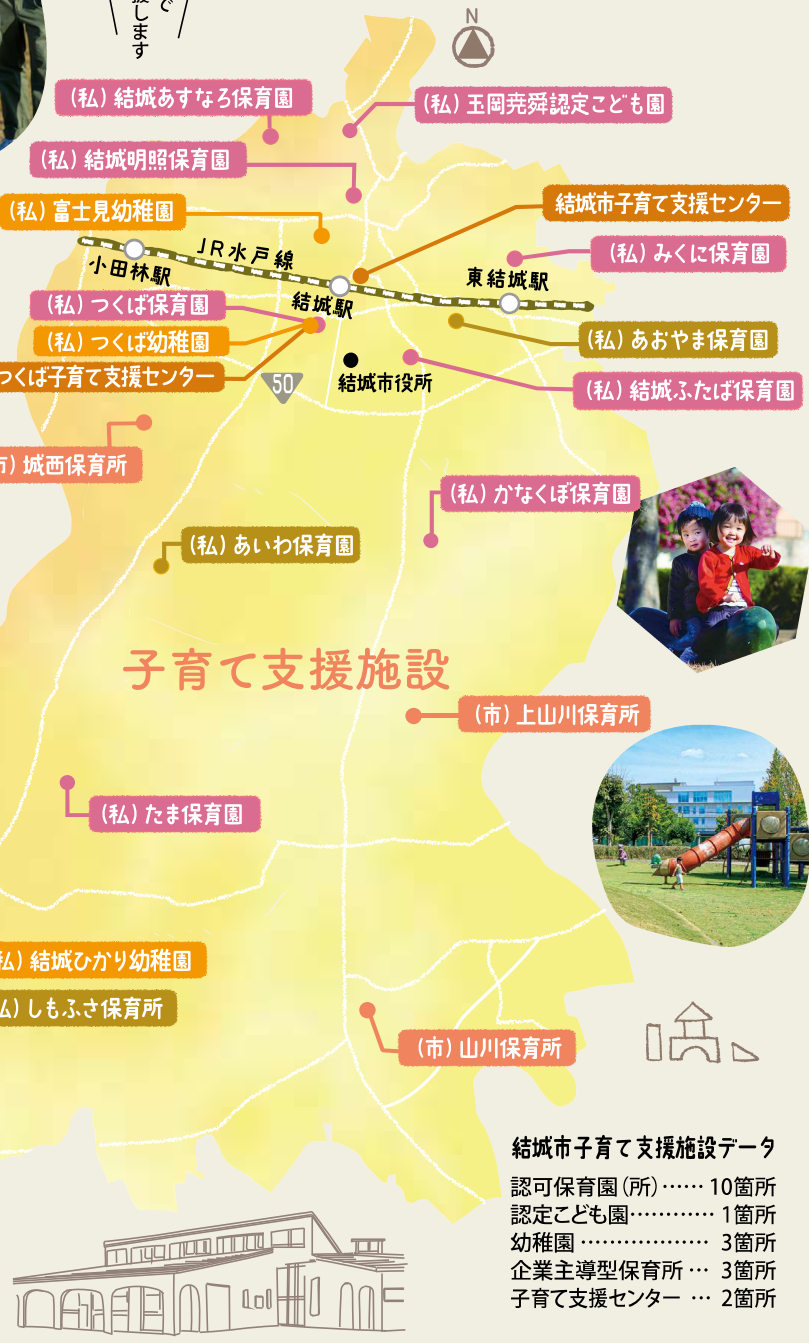 で
援します
N
(私) 結城あすなろ保育園
(私) 玉岡尭舜認定こども園
(私) 結城明照保育園
(私) 富士見幼稚園
結城市子育て支援センター
(私) みくに保育園
JR水戸線
小田林駅
東結城駅
結城駅
(私) つくば保育園
(私) つくば幼稚園
(私) あおやま保育園
つくば子育て支援センター
50
結城市役所
(私) 結城ふたば保育園
市) 城西保育所
(私) かなくぼ保育園
(私) あいわ保育園
子育て支援施設
(市) 上山川保育所
(私) たま保育園
私) 結城ひかり幼稚園
私) しもふさ保育所
(市) 山川保育所
結城市子育て支援施設データ
認可保育園(所)…… 10箇所
認定こども園………… 1箇所
幼稚園 ……………… 3箇所
企業主導型保育所 … 3箇所
子育て支援センター … 2箇所